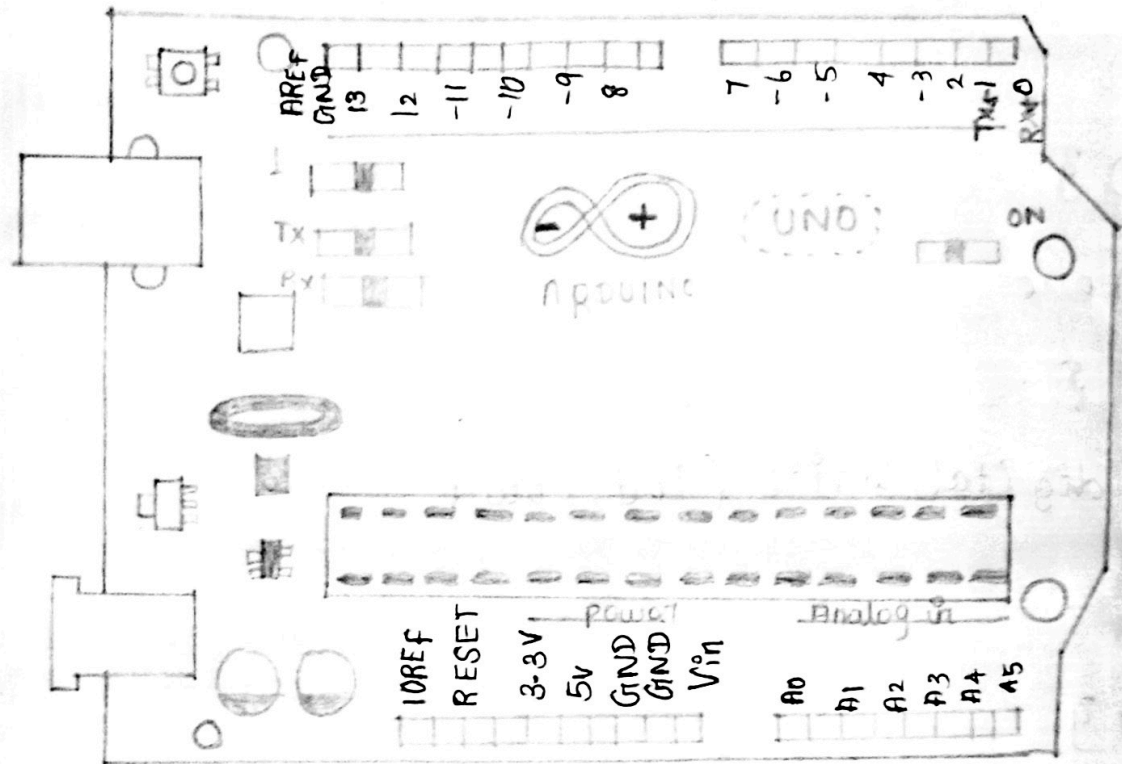 AREF
GND
13
12
-11
-10
-9
8
7
-6
-5
4
-3
2
TX→1
RX←0
L
TX
RX
- +
ARDUINO
UNO
ON
Power
Analog in
IOREF
RESET
3-3V
5V
GND
GND
Vin
A0
A1
A2
A3
A4
A5